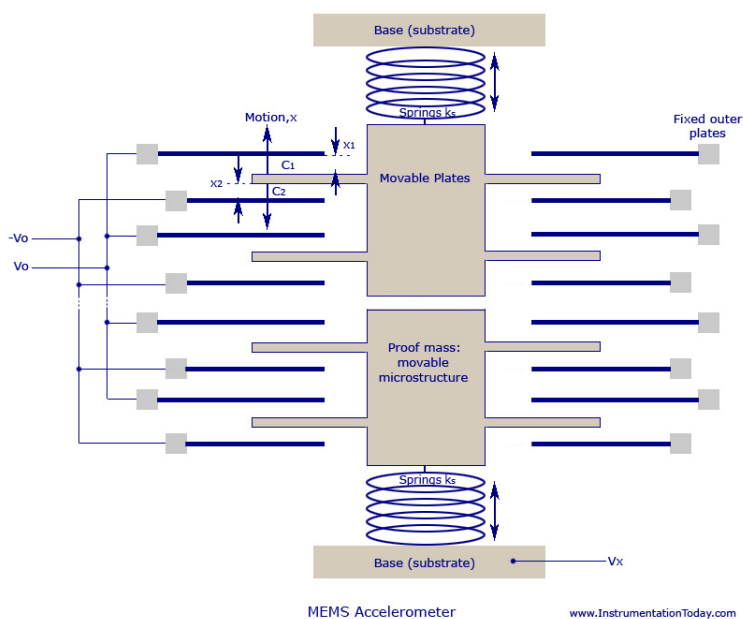 Base (substrate)
Springs ks
Motion,x
Fixed outer
plates
x1
C1
x2
Movable Plates
C2
-Vo
Vo
Proof mass:
movable
microstructure
Springs ks
Base (substrate)
Vx
MEMS Accelerometer
www.InstrumentationToday.com